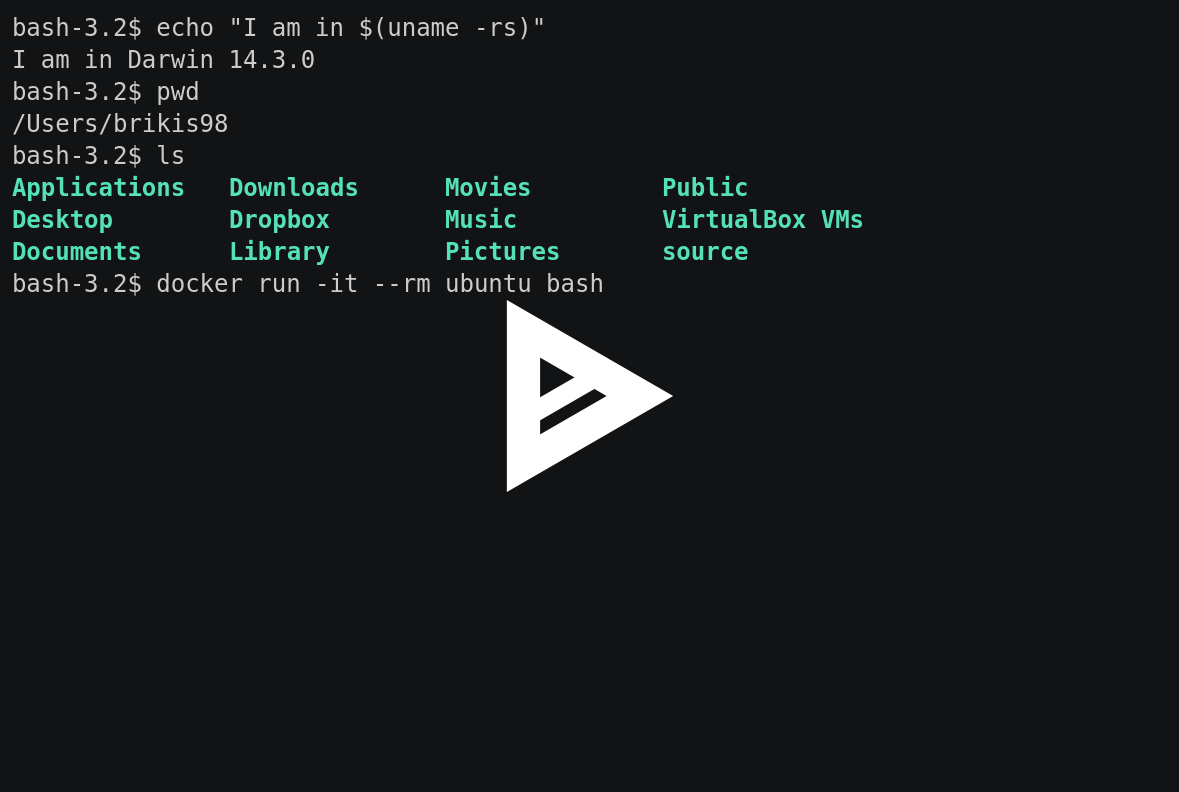 bash-3.2$ echo "I am in $(uname -rs)"
I am in Darwin 14.3.0
bash-3.2$ pwd
/Users/brikis98
bash-3.2$ ls
Applications   Downloads      Movies         Public
Desktop        Dropbox        Music          VirtualBox VMs
Documents      Library        Pictures       source
bash-3.2$ docker run -it --rm ubuntu bash